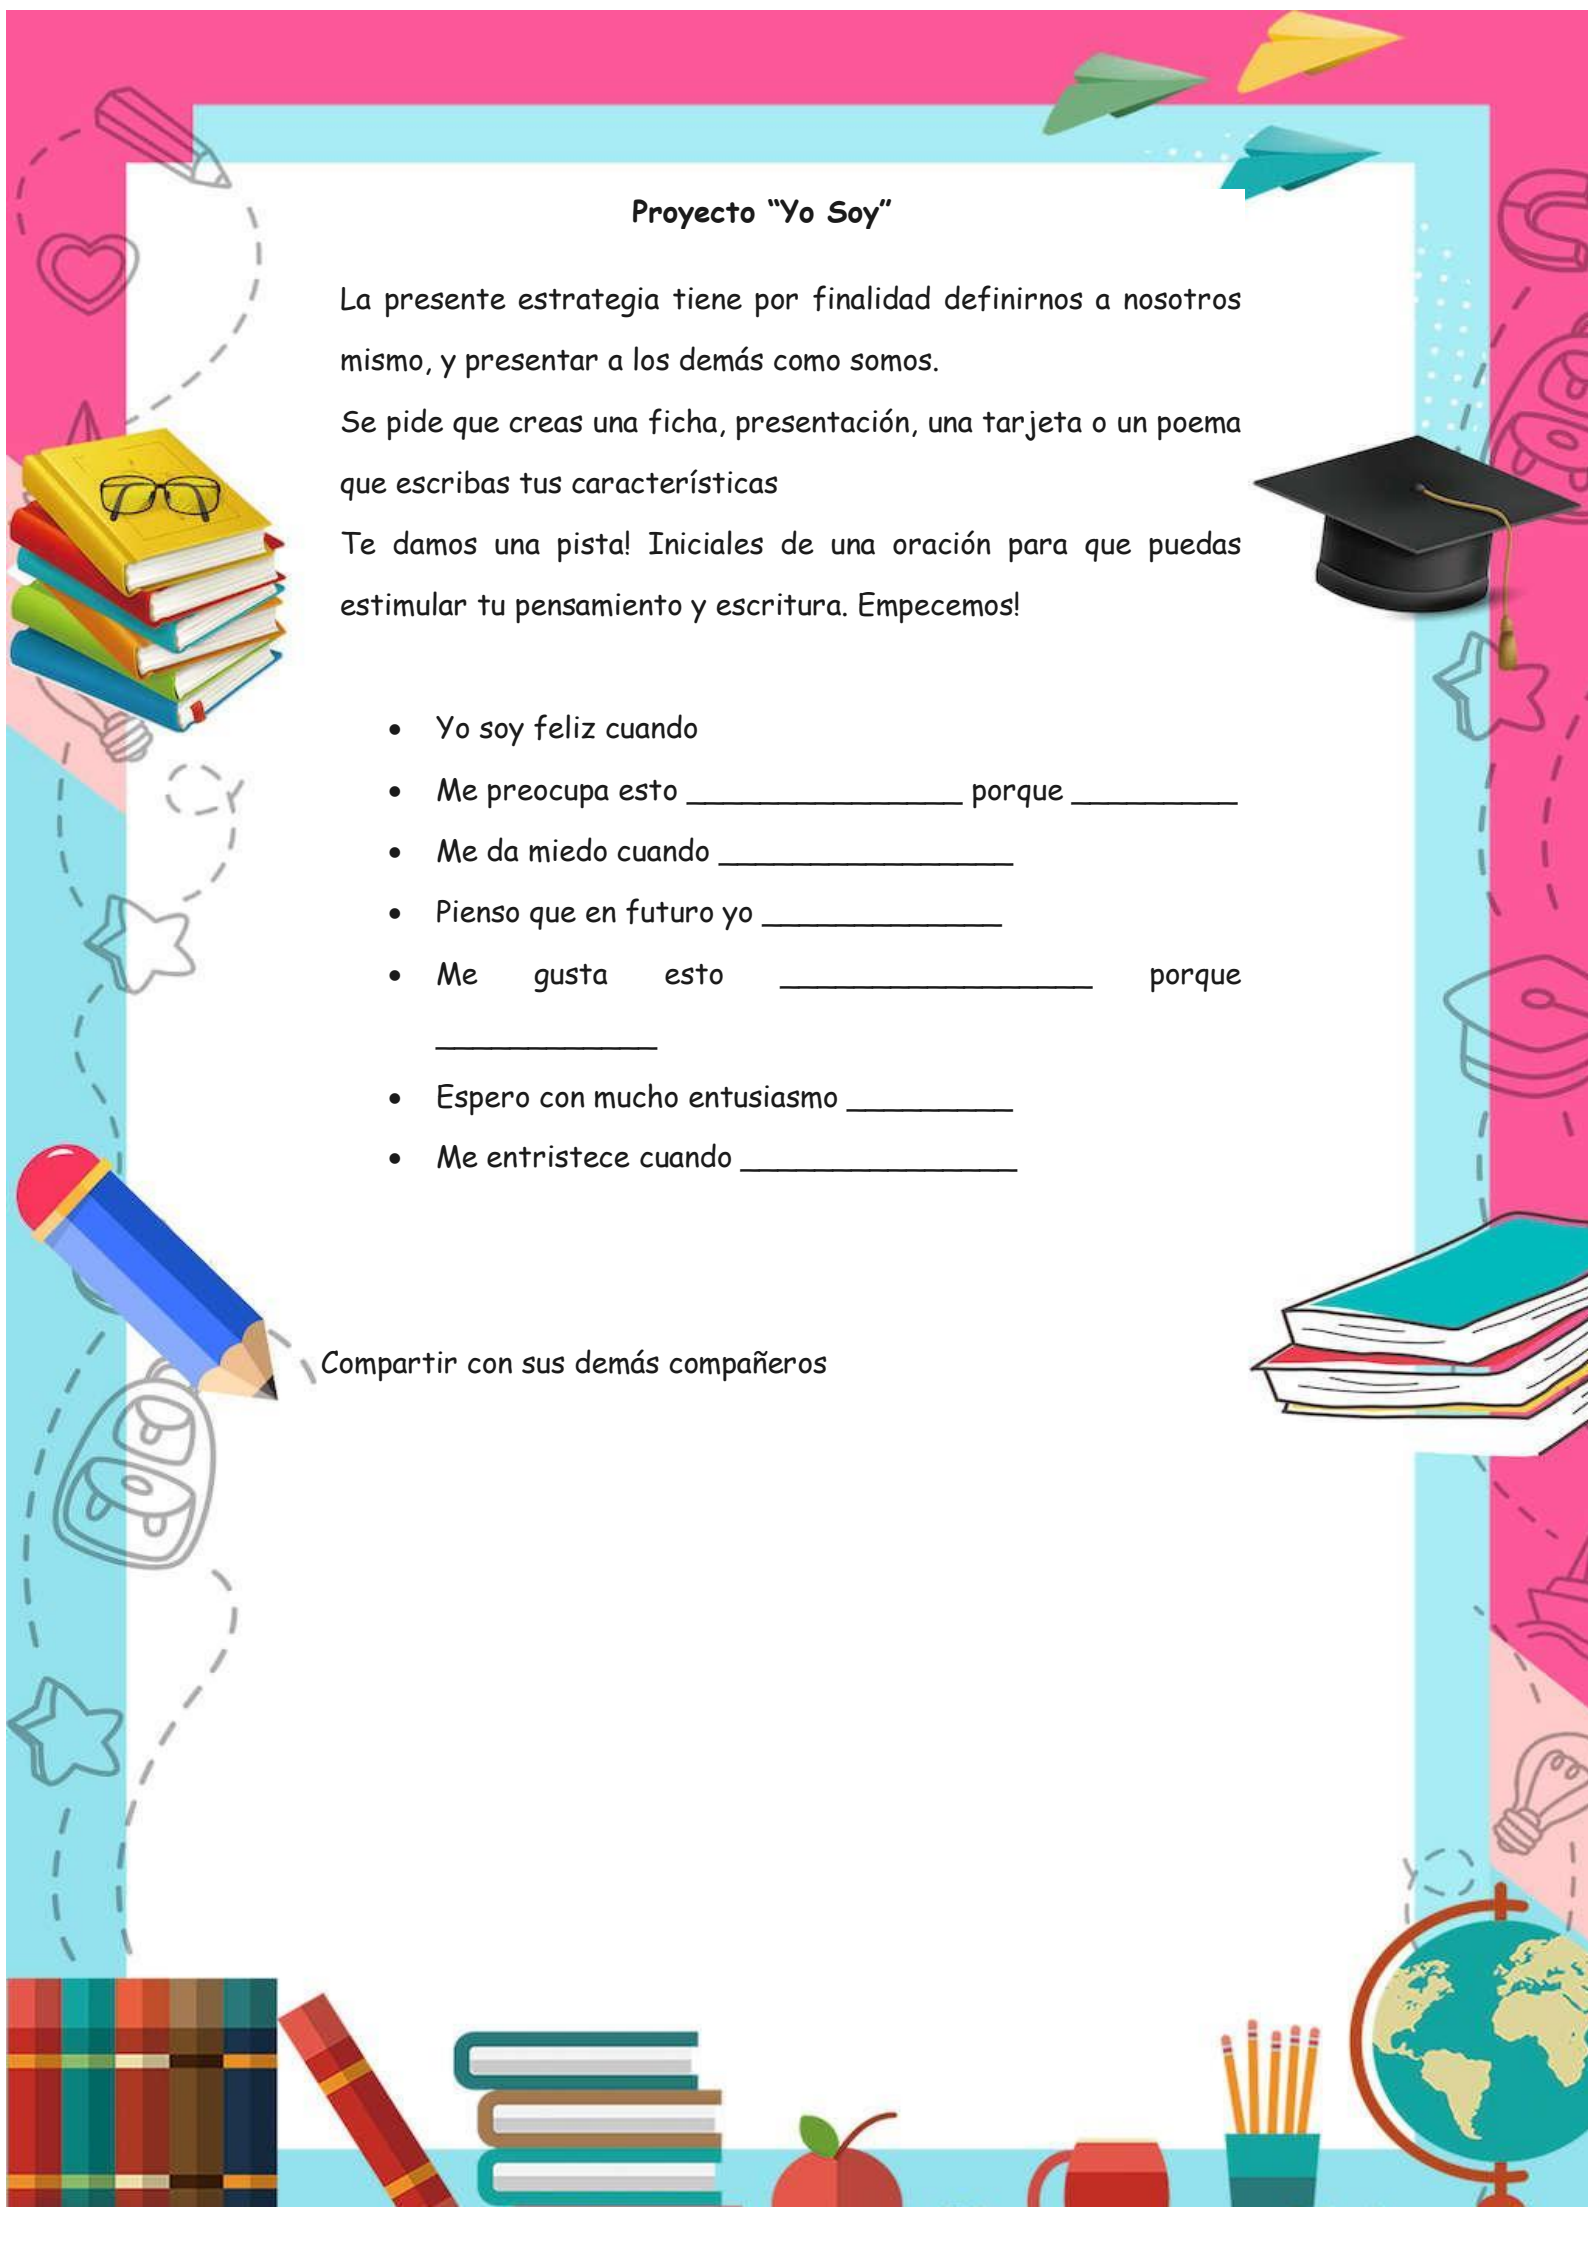 Proyecto “Yo Soy”
La presente estrategia tiene por finalidad definirnos a nosotros
mismo, y presentar a los demás como somos.
Se pide que creas una ficha, presentación, una tarjeta o un poema
que escribas tus características
Te damos una pista! Iniciales de una oración para que puedas
estimular tu pensamiento y escritura. Empecemos!
• Yo soy feliz cuando
• Me preocupa esto _______________ porque _________
• Me da miedo cuando ________________
• Pienso que en futuro yo _____________
• Me gusta esto _________________ porque
____________
• Espero con mucho entusiasmo _________
• Me entristece cuando _______________
Compartir con sus demás compañeros